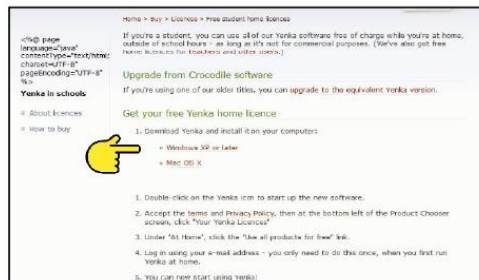 Home > Buy > Licences > Free student home licences
<%@ page
language="java"
contentType="text/html;
charset=UTF-8"
pageEncoding="UTF-8"
%>
Yenka in schools
About licences
How to buy
If you're a student, you can use all of our Yenka software free of charge while you're at home,
outside of school hours - as long as it's not for commercial purposes. (We've also got free
home licences for teachers and other users.)
Upgrade from Crocodile software
If you're using one of our older titles, you can upgrade to the equivalent Yenka version.
Get your free Yenka home licence
1. Download Yenka and install it on your computer:
Windows XP or later
Mac OS X
1. Double-click on the Yenka icon to start up the new software.
2. Accept the terms and Privacy Policy, then at the bottom left of the Product Chooser
screen, click "Your Yenka Licences"
3. Under "At Home", click the "Use all products for free" link.
4. Log in using your e-mail address - you only need to do this once, when you first run
Yenka at home.
5. You can now start using Yenka!